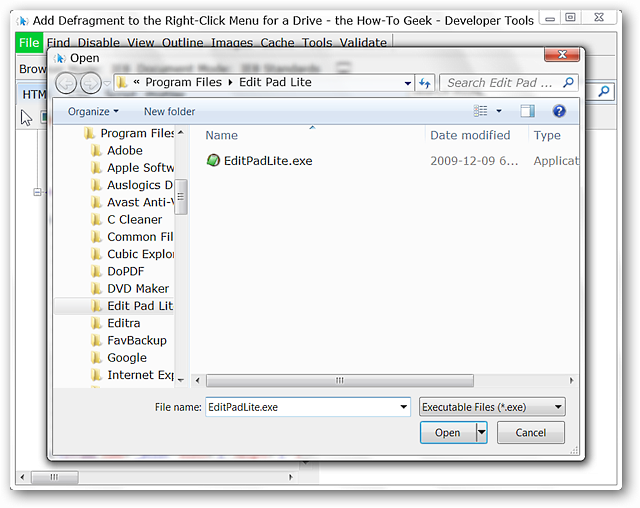 Add Defragment to the RIght-Click Menu for a Drive - the How-To Geek - Developer Tools
File Find Disable View Outline Images Cache Tools Validate
Open
Brow
« Program Files Edit Pad Lite
Search Edit Pad ...
HTM
Organize New folder
Program Files
Adobe
Apple Softw
Auslogics D
Avast Anti-V
C Cleaner
Common Fil
Cubic Explo
DoPDF
DVD Maker
Edit Pad Lit
Editra
FavBackup
Google
Internet Exp
Name Date modified Type
EditPadLite.exe 2009-12-09 6... Applicat
File name: EditPadLite.exe Executable Files (*.exe)
Open Cancel